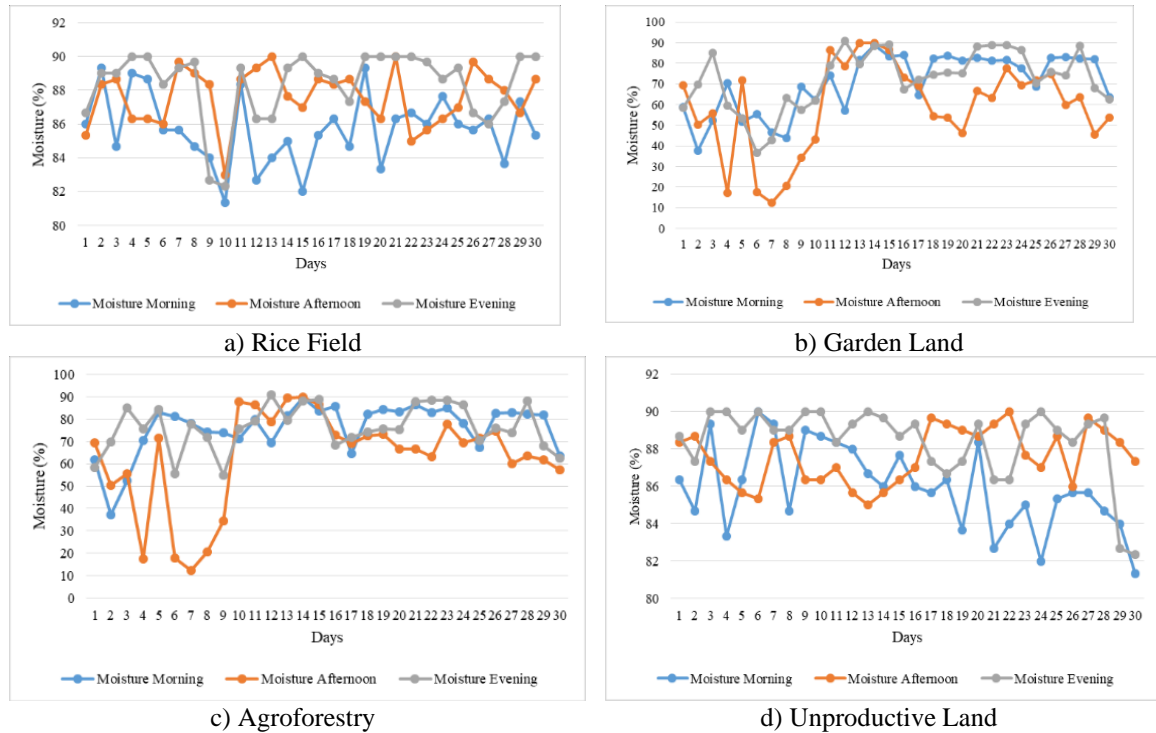 92
90
88
86
84
82
80
Moisture (%)
1 2 3 4 5 6 7 8 9 10 11 12 13 14 15 16 17 18 19 20 21 22 23 24 25 26 27 28 29 30
Days
Moisture Morning Moisture Afternoon Moisture Evening
a) Rice Field
100
90
80
70
60
50
40
30
20
10
0
Moisture (%)
1 2 3 4 5 6 7 8 9 10 11 12 13 14 15 16 17 18 19 20 21 22 23 24 25 26 27 28 29 30
Days
Moisture Morning Moisture Afternoon Moisture Evening
b) Garden Land
100
90
80
70
60
50
40
30
20
10
0
Moisture (%)
1 2 3 4 5 6 7 8 9 10 11 12 13 14 15 16 17 18 19 20 21 22 23 24 25 26 27 28 29 30
Days
Moisture Morning Moisture Afternoon Moisture Evening
c) Agroforestry
92
90
88
86
84
82
80
Moisture (%)
1 2 3 4 5 6 7 8 9 10 11 12 13 14 15 16 17 18 19 20 21 22 23 24 25 26 27 28 29 30
Days
Moisture Morning Moisture Afternoon Moisture Evening
d) Unproductive Land